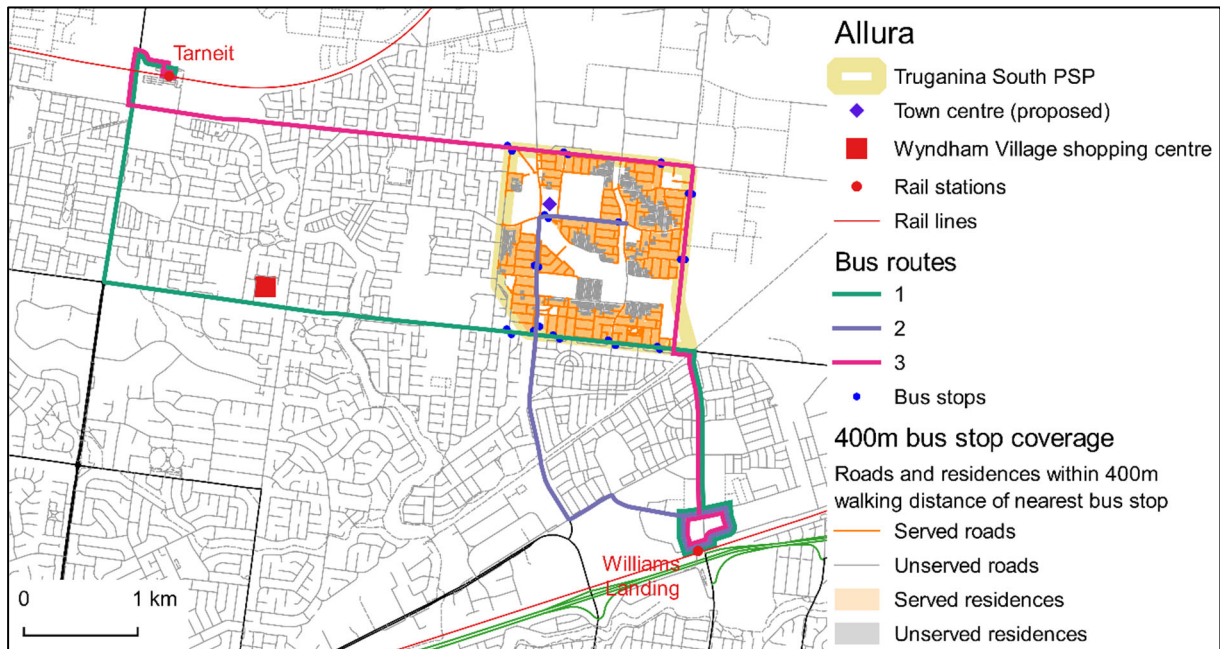 Tarneit
Williams
Landing
0 1 km
Allura
Truganina South PSP
Town centre (proposed)
Wyndham Village shopping centre
Rail stations
Rail lines
Bus routes
1
2
3
Bus stops
400m bus stop coverage
Roads and residences within 400m
walking distance of nearest bus stop
Served roads
Unserved roads
Served residences
Unserved residences